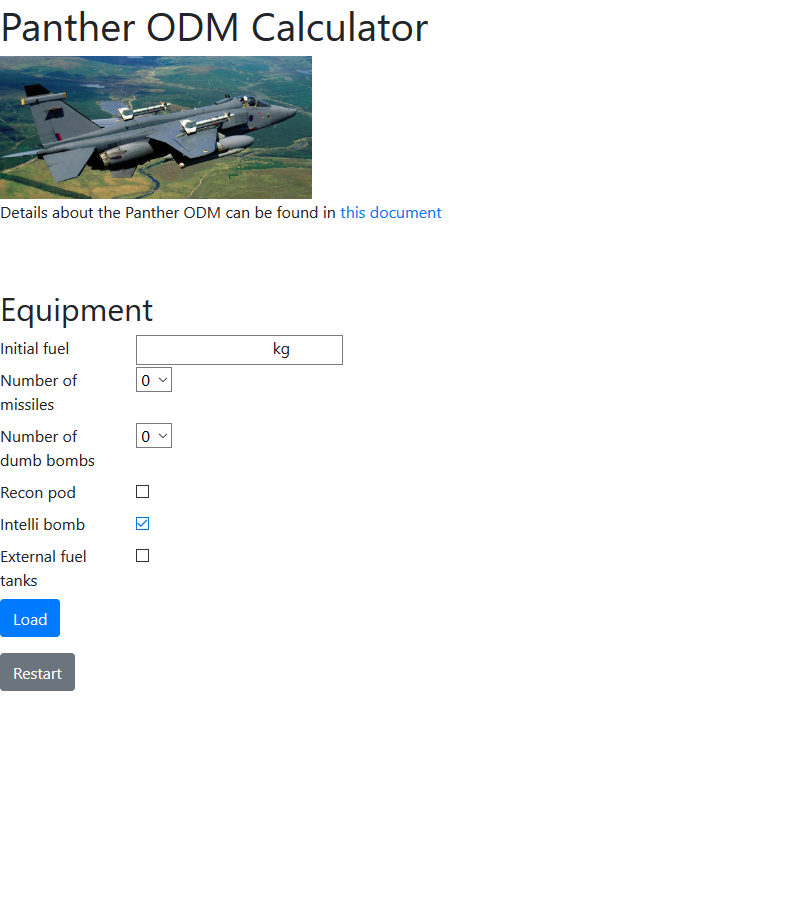 Panther ODM Calculator
Details about the Panther ODM can be found in this document
Equipment
Initial fuel
kg
Number of
missiles
0
Number of
dumb bombs
0
Recon pod
Intelli bomb
External fuel
tanks
Load
Restart